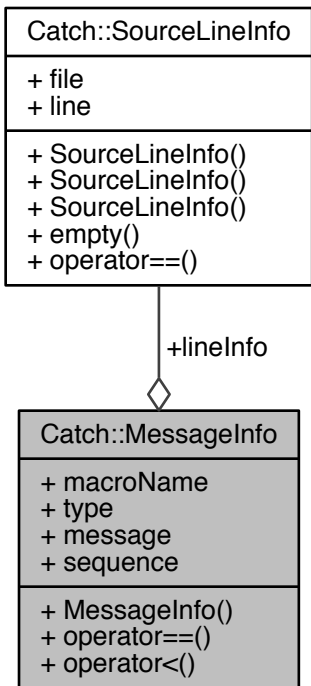 Catch::SourceLineInfo
+ file
+ line
+ SourceLineInfo()
+ SourceLineInfo()
+ SourceLineInfo()
+ empty()
+ operator==()
+lineInfo
Catch::MessageInfo
+ macroName
+ type
+ message
+ sequence
+ MessageInfo()
+ operator==()
+ operator<()